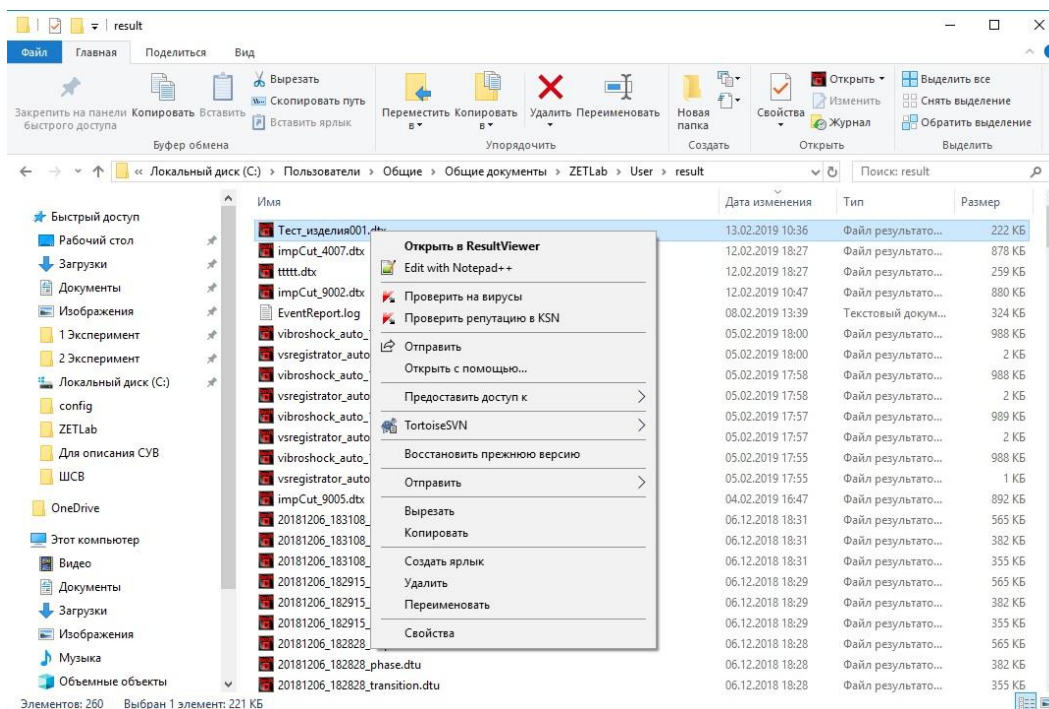 result
Файл Главная Поделиться Вид
Закрепить на панели быстрого доступа
Копировать
Вставить
Вырезать
Скопировать путь
Вставить ярлык
Буфер обмена
Переместить в
Копировать в
Удалить
Переименовать
Упорядочить
Новая папка
Создать
Свойства
Открыть
Изменить
Журнал
Открыть
Выделить все
Снять выделение
Обратить выделение
Выделить
« Локальный диск (C:) › Пользователи › Общие › Общие документы › ZETLab › User › result
Поиск: result
Быстрый доступ
Рабочий стол
Загрузки
Документы
Изображения
1 Эксперимент
2 Эксперимент
Локальный диск (C:)
config
ZETLab
Для описания СУВ
ШСВ
OneDrive
Этот компьютер
Видео
Документы
Загрузки
Изображения
Музыка
Объемные объекты
Имя Дата изменения Тип Размер
Тест_изделия001.dtx 13.02.2019 10:36 Файл результато... 222 КБ
impCut_4007.dtx 12.02.2019 18:27 Файл результато... 878 КБ
ttttt.dtx 12.02.2019 18:27 Файл результато... 259 КБ
impCut_9002.dtx 12.02.2019 10:47 Файл результато... 880 КБ
EventReport.log 08.02.2019 13:39 Текстовый докум... 324 КБ
vibroshock_auto_ 05.02.2019 18:00 Файл результато... 988 КБ
vsregistrator_auto 05.02.2019 18:00 Файл результато... 2 КБ
vibroshock_auto_ 05.02.2019 17:58 Файл результато... 988 КБ
vsregistrator_auto 05.02.2019 17:58 Файл результато... 2 КБ
vibroshock_auto_ 05.02.2019 17:57 Файл результато... 989 КБ
vsregistrator_auto 05.02.2019 17:57 Файл результато... 2 КБ
vibroshock_auto_ 05.02.2019 17:55 Файл результато... 988 КБ
vsregistrator_auto 05.02.2019 17:55 Файл результато... 1 КБ
impCut_9005.dtx 04.02.2019 16:47 Файл результато... 892 КБ
20181206_183108_ 06.12.2018 18:31 Файл результато... 565 КБ
20181206_183108_ 06.12.2018 18:31 Файл результато... 382 КБ
20181206_183108_ 06.12.2018 18:31 Файл результато... 355 КБ
20181206_182915_ 06.12.2018 18:29 Файл результато... 565 КБ
20181206_182915_ 06.12.2018 18:29 Файл результато... 382 КБ
20181206_182915_ 06.12.2018 18:29 Файл результато... 355 КБ
20181206_182828_ 06.12.2018 18:28 Файл результато... 565 КБ
20181206_182828_phase.dtu 06.12.2018 18:28 Файл результато... 382 КБ
20181206_182828_transition.dtu 06.12.2018 18:28 Файл результато... 355 КБ
Открыть в ResultViewer
Edit with Notepad++
Проверить на вирусы
Проверить репутацию в KSN
Отправить
Открыть с помощью...
Предоставить доступ к
TortoiseSVN
Восстановить прежнюю версию
Отправить
Вырезать
Копировать
Создать ярлык
Удалить
Переименовать
Свойства
Элементов: 260 Выбран 1 элемент: 221 КБ